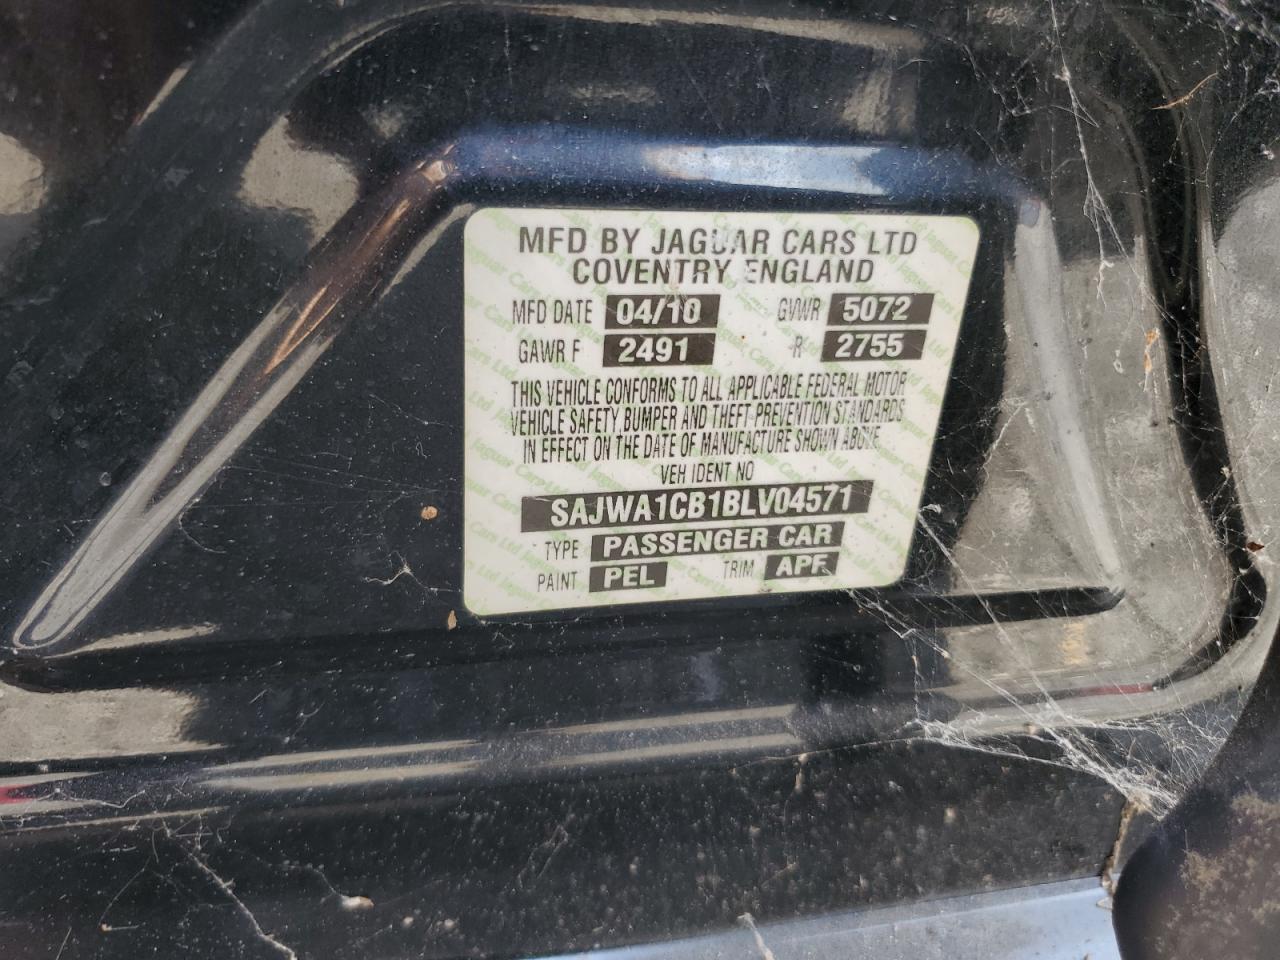 MFD BY JAGUAR CARS LTD
COVENTRY, ENGLAND
MFD DATE 04/10 GVWR 5072
GAWR F 2491 R 2755
THIS VEHICLE CONFORMS TO ALL APPLICABLE FEDERAL MOTOR
VEHICLE SAFETY, BUMPER AND THEFT PREVENTION STANDARDS
IN EFFECT ON THE DATE OF MANUFACTURE SHOWN ABOVE
VEH IDENT NO
SAJWA1CB1BLV04571
TYPE PASSENGER CAR
PAINT PEL TRIM APF